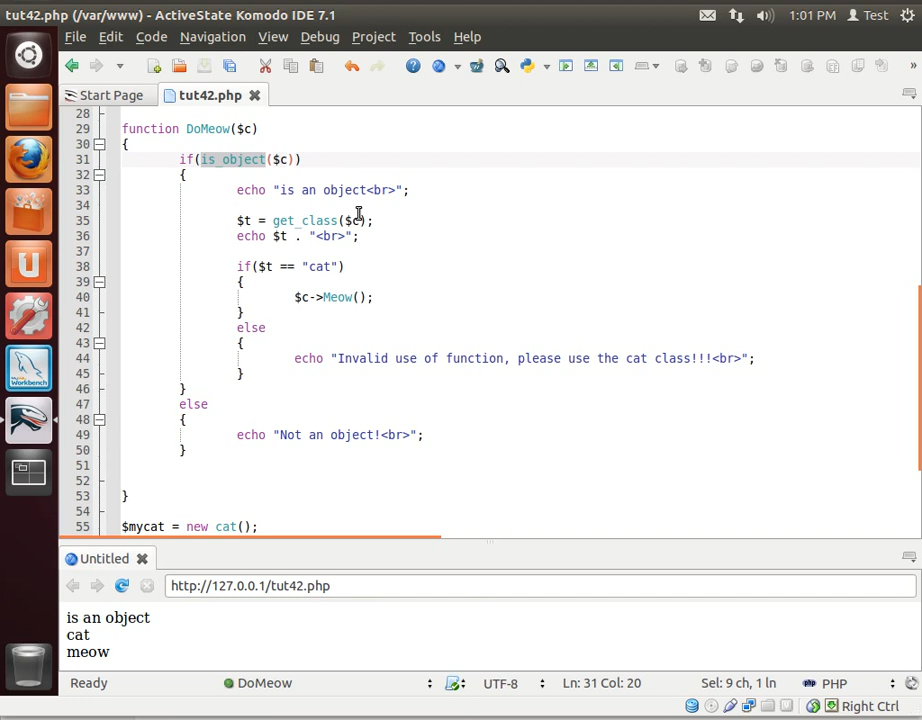 tut42.php (/var/www) - ActiveState Komodo IDE 7.1 1:01 PM Test
File Edit Code Navigation View Debug Project Tools Help
Start Page tut42.php
28
29 function DoMeow($c)
30 {
31 if(is_object($c))
32 {
33 echo "is an object<br>";
34
35 $t = get_class($c);
36 echo $t . "<br>";
37
38 if($t == "cat")
39 {
40 $c->Meow();
41 }
42 else
43 {
44 echo "Invalid use of function, please use the cat class!!!<br>";
45 }
46 }
47 else
48 {
49 echo "Not an object!<br>";
50 }
51
52
53 }
54
55 $mycat = new cat();
Untitled
http://127.0.0.1/tut42.php
is an object
cat
meow
Ready DoMeow UTF-8 Ln: 31 Col: 20 Sel: 9 ch, 1 ln php PHP
Right Ctrl